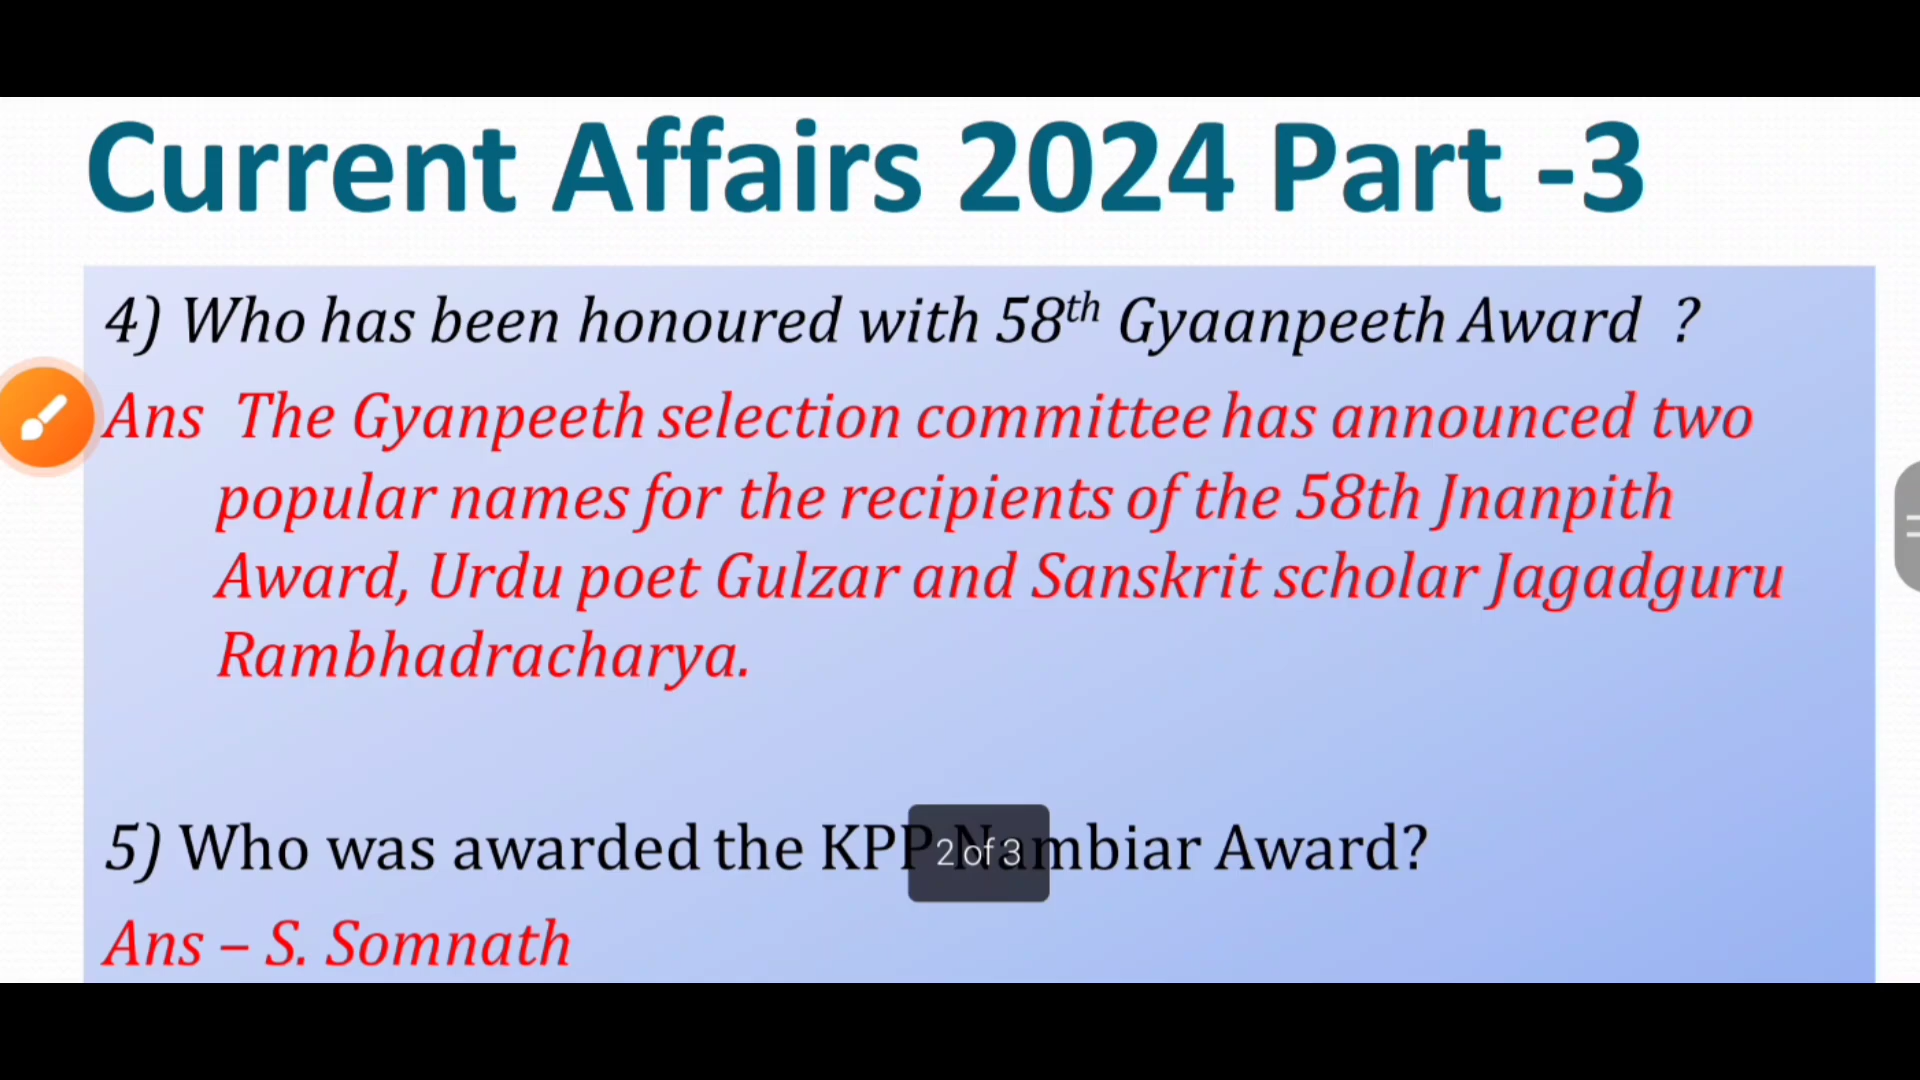 Current Affairs 2024 Part -3
4) Who has been honoured with 58th Gyaanpeeth Award ?
Ans The Gyanpeeth selection committee has announced two
popular names for the recipients of the 58th Jnanpith
Award, Urdu poet Gulzar and Sanskrit scholar Jagadguru
Rambhadracharya.
5) Who was awarded the KPP Nambiar Award?
2 of 3
Ans – S. Somnath